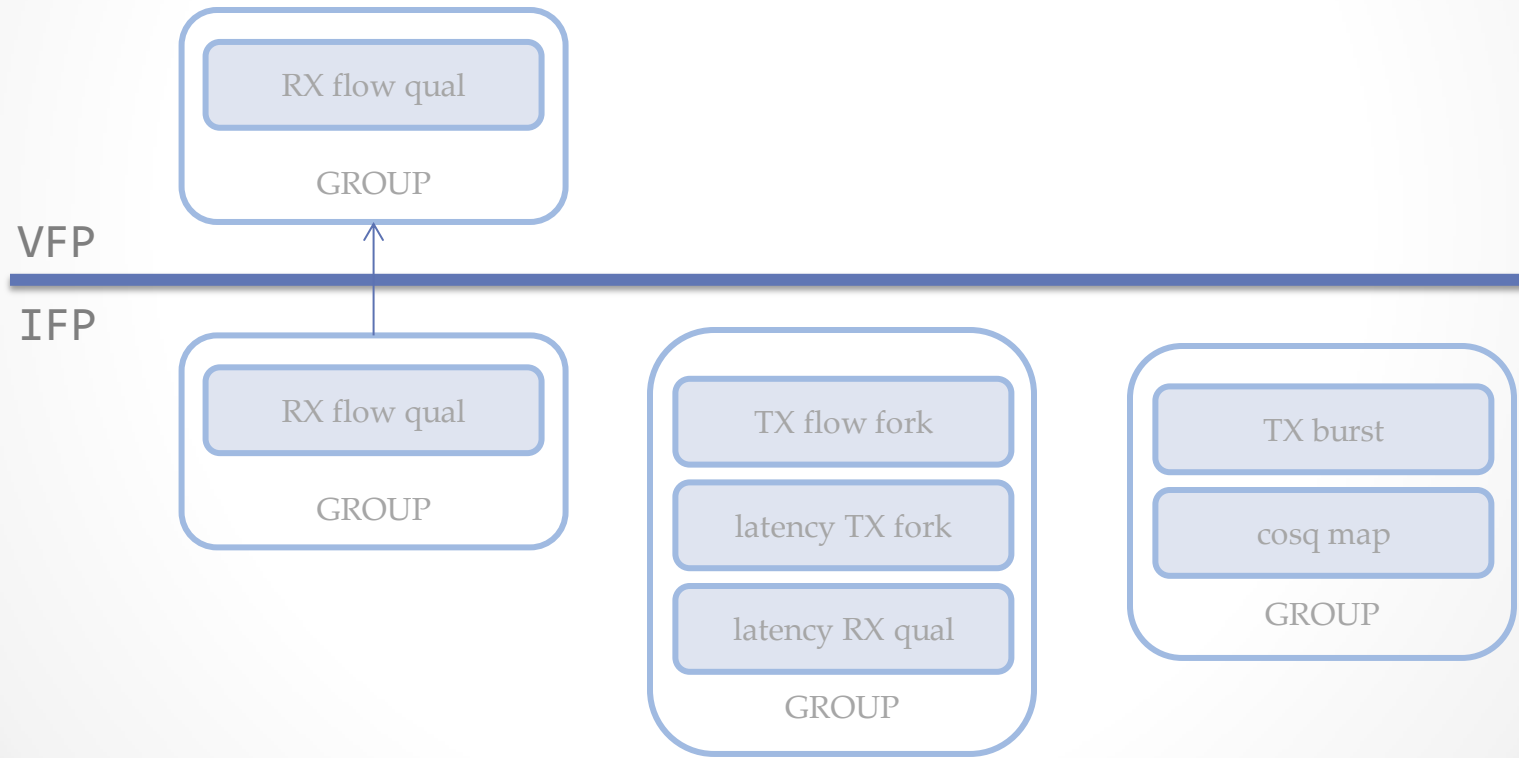 RX flow qual
GROUP
VFP
IFP
RX flow qual
GROUP
TX flow fork
latency TX fork
latency RX qual
GROUP
TX burst
cosq map
GROUP